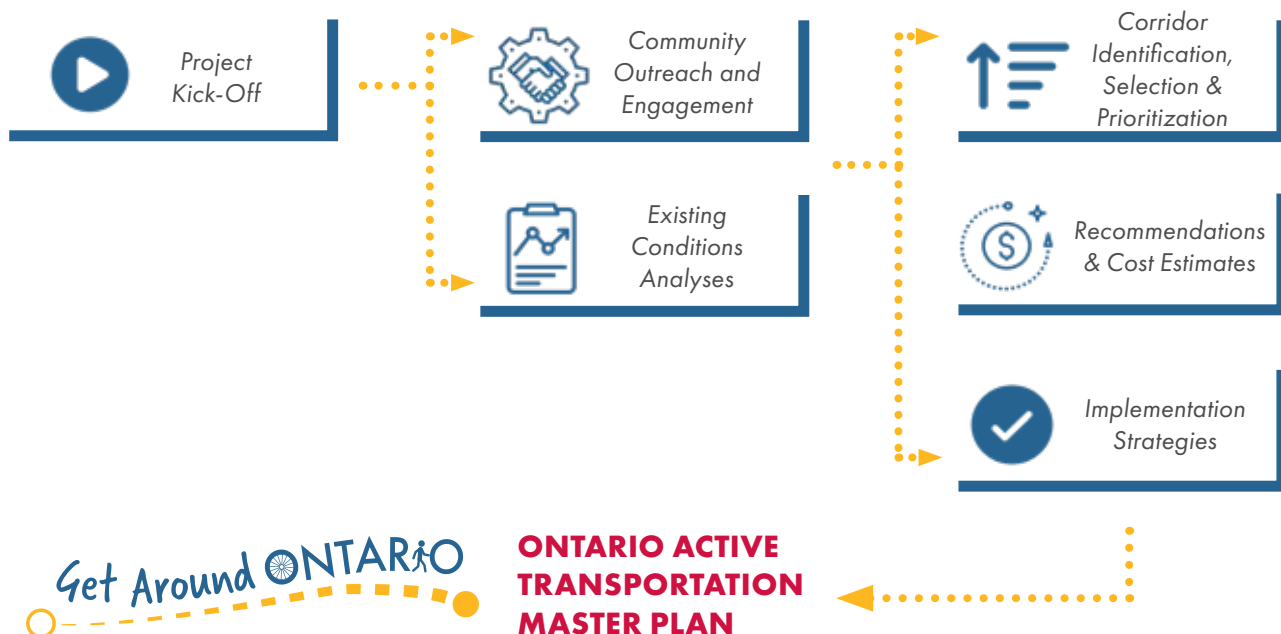 Project
Kick-Off
Community
Outreach and
Engagement
Existing
Conditions
Analyses
Corridor
Identification,
Selection &
Prioritization
Recommendations
& Cost Estimates
$
Implementation
Strategies
Get Around ONTARIO
ONTARIO ACTIVE
TRANSPORTATION
MASTER PLAN